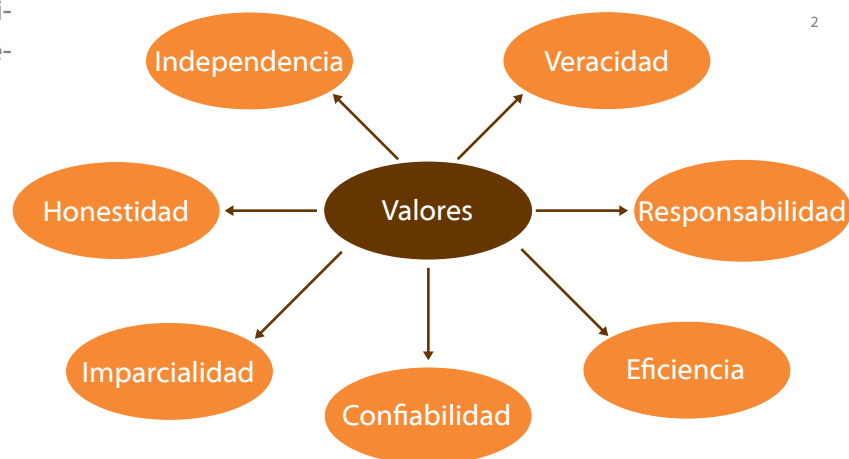 i-
e-
2
Independencia
Veracidad
Honestidad
Valores
Responsabilidad
Imparcialidad
Eficiencia
Confiabilidad